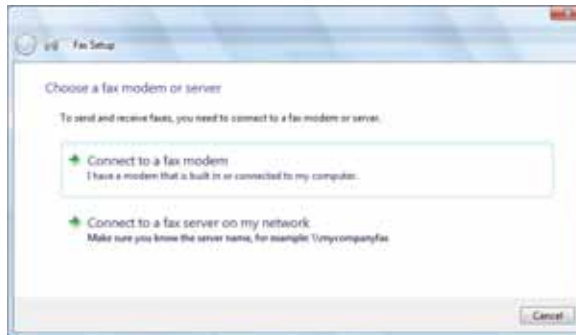 Fax Setup
Choose a fax modem or server
To send and receive faxes, you need to connect to a fax modem or server.
Connect to a fax modem
I have a modem that is built in or connected to my computer.
Connect to a fax server on my network
Make sure you know the server name, for example: \\mycompanyfax
Cancel